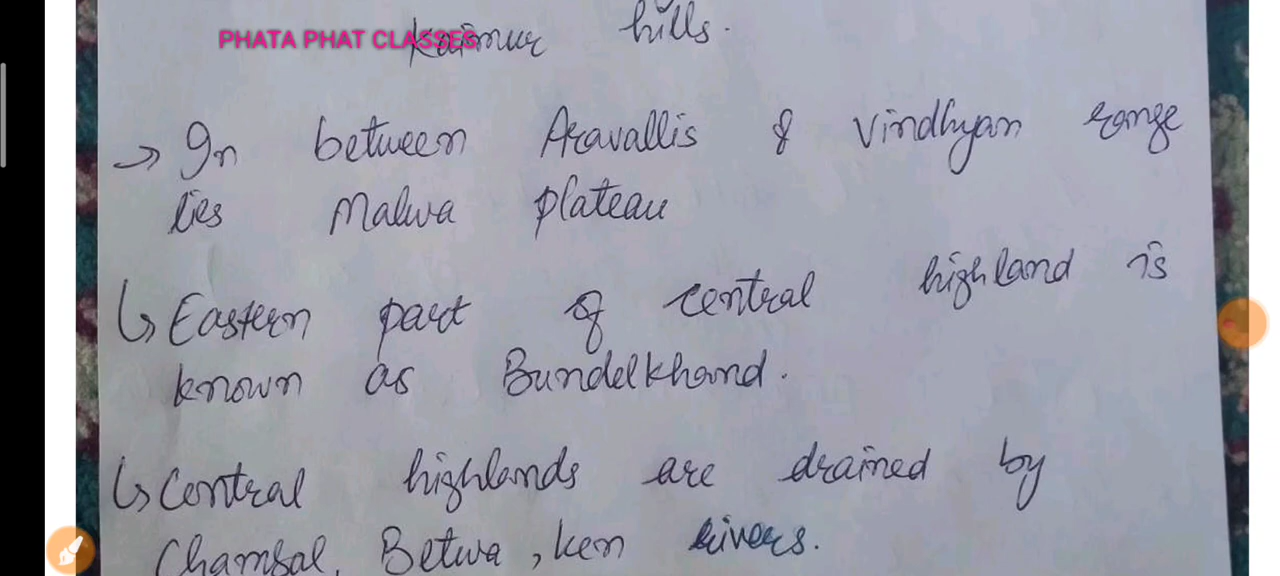 PHATA PHAT CLASSES
Kaimur hills.
→ In between Aravallis & Vindhyan range
lies Malwa plateau
↳ Eastern part of central highland is
known as Bundelkhand.
↳ Central highlands are drained by
Chambal, Betwa, ken rivers.